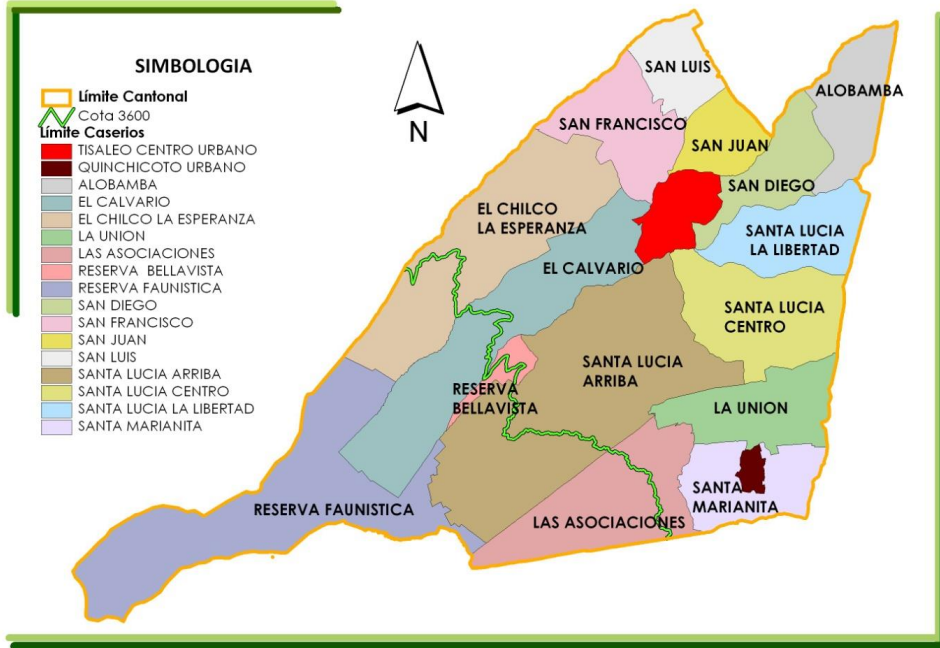 SIMBOLOGIA
Límite Cantonal
Cota 3600
Límite Caserios
TISALEO CENTRO URBANO
QUINCHICOTO URBANO
ALOBAMBA
EL CALVARIO
EL CHILCO LA ESPERANZA
LA UNION
LAS ASOCIACIONES
RESERVA BELLAVISTA
RESERVA FAUNISTICA
SAN DIEGO
SAN FRANCISCO
SAN JUAN
SAN LUIS
SANTA LUCIA ARRIBA
SANTA LUCIA CENTRO
SANTA LUCIA LA LIBERTAD
SANTA MARIANITA
N
SAN LUIS
ALOBAMBA
SAN FRANCISCO
SAN JUAN
SAN DIEGO
EL CHILCO
LA ESPERANZA
SANTA LUCIA
LA LIBERTAD
EL CALVARIO
SANTA LUCIA
CENTRO
SANTA LUCIA
ARRIBA
RESERVA
BELLAVISTA
LA UNION
SANTA
MARIANITA
RESERVA FAUNISTICA
LAS ASOCIACIONES